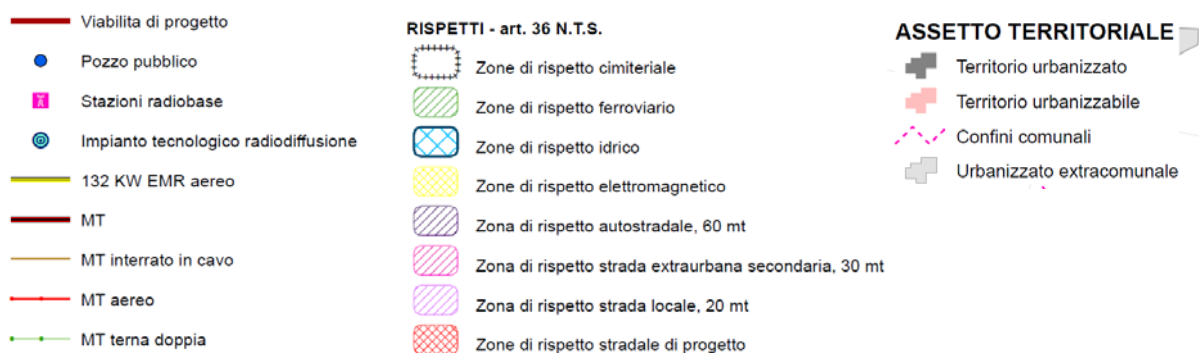 Viabilita di progetto
Pozzo pubblico
Stazioni radiobase
Impianto tecnologico radiodiffusione
132 KW EMR aereo
MT
MT interrato in cavo
MT aereo
MT terna doppia
RISPETTI - art. 36 N.T.S.
Zone di rispetto cimiteriale
Zone di rispetto ferroviario
Zone di rispetto idrico
Zone di rispetto elettromagnetico
Zona di rispetto autostradale, 60 mt
Zona di rispetto strada extraurbana secondaria, 30 mt
Zona di rispetto strada locale, 20 mt
Zone di rispetto stradale di progetto
ASSETTO TERRITORIALE
Territorio urbanizzato
Territorio urbanizzabile
Confini comunali
Urbanizzato extracomunale